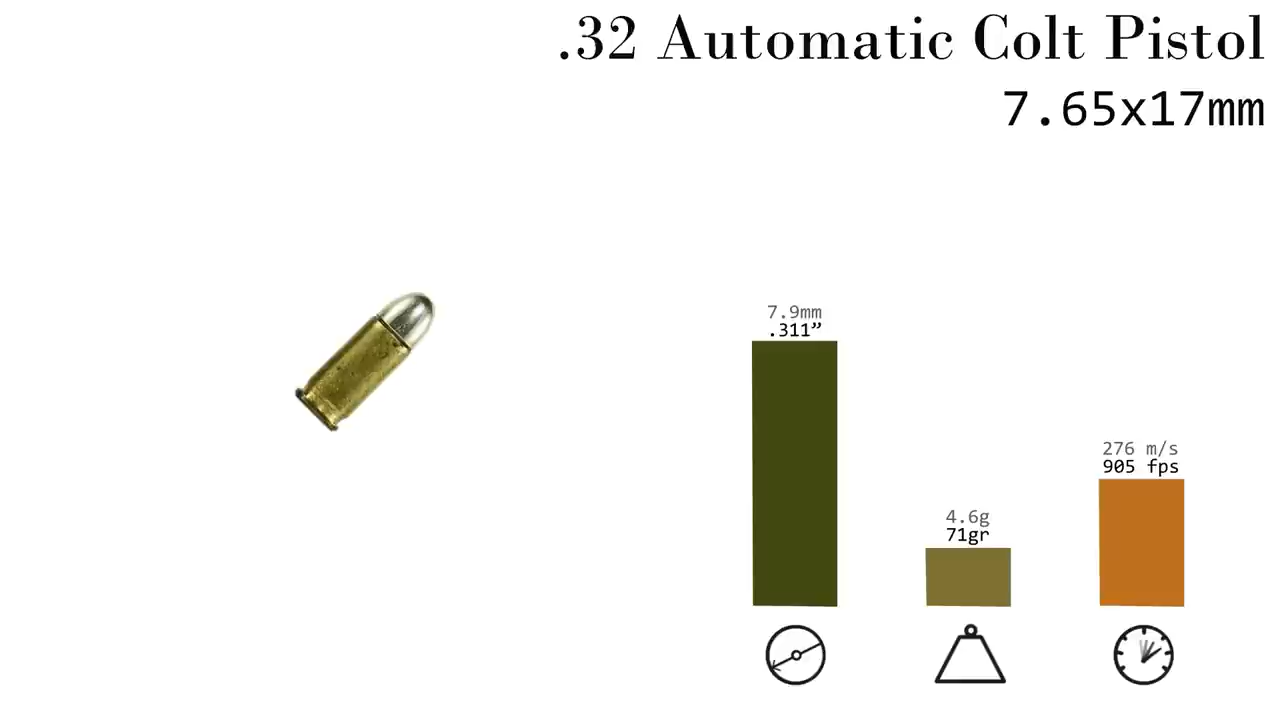 .32 Automatic Colt Pistol
7.65x17mm
7.9mm
.311”
276 m/s
905 fps
4.6g
71gr